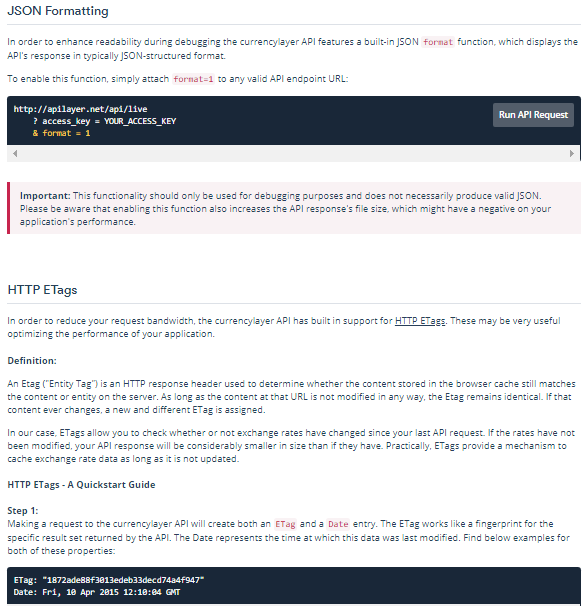 JSON Formatting
In order to enhance readability during debugging the currencylayer API features a built-in JSON format function, which displays the
API's response in typically JSON-structured format.
To enable this function, simply attach format=1 to any valid API endpoint URL:
http://apilayer.net/api/live
? access_key = YOUR_ACCESS_KEY
& format = 1
Run API Request
Important: This functionality should only be used for debugging purposes and does not necessarily produce valid JSON.
Please be aware that enabling this function also increases the API response's file size, which might have a negative on your
application's performance.
HTTP ETags
In order to reduce your request bandwidth, the currencylayer API has built in support for HTTP ETags. These may be very useful
optimizing the performance of your application.
Definition:
An Etag ("Entity Tag") is an HTTP response header used to determine whether the content stored in the browser cache still matches
the content or entity on the server. As long as the content at that URL is not modified in any way, the Etag remains identical. If that
content ever changes, a new and different ETag is assigned.
In our case, ETags allow you to check whether or not exchange rates have changed since your last API request. If the rates have not
been modified, your API response will be considerably smaller in size than if they have. Practically, ETags provide a mechanism to
cache exchange rate data as long as it is not updated.
HTTP ETags - A Quickstart Guide
Step 1:
Making a request to the currencylayer API will create both an ETag and a Date entry. The ETag works like a fingerprint for the
specific result set returned by the API. The Date represents the time at which this data was last modified. Find below examples for
both of these properties:
ETag: "1872ade88f3013edeb33decd74a4f947"
Date: Fri, 10 Apr 2015 12:10:04 GMT